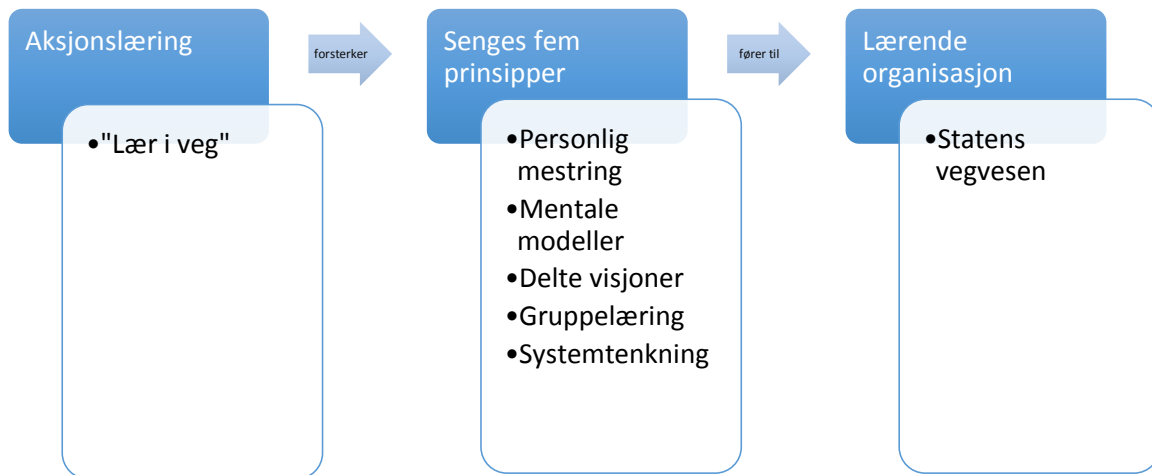 Aksjonslæring
•"Lær i veg"
forsterker
Senges fem
prinsipper
•Personlig
mestring
•Mentale
modeller
•Delte visjoner
•Gruppelæring
•Systemtenkning
fører til
Lærende
organisasjon
•Statens
vegvesen